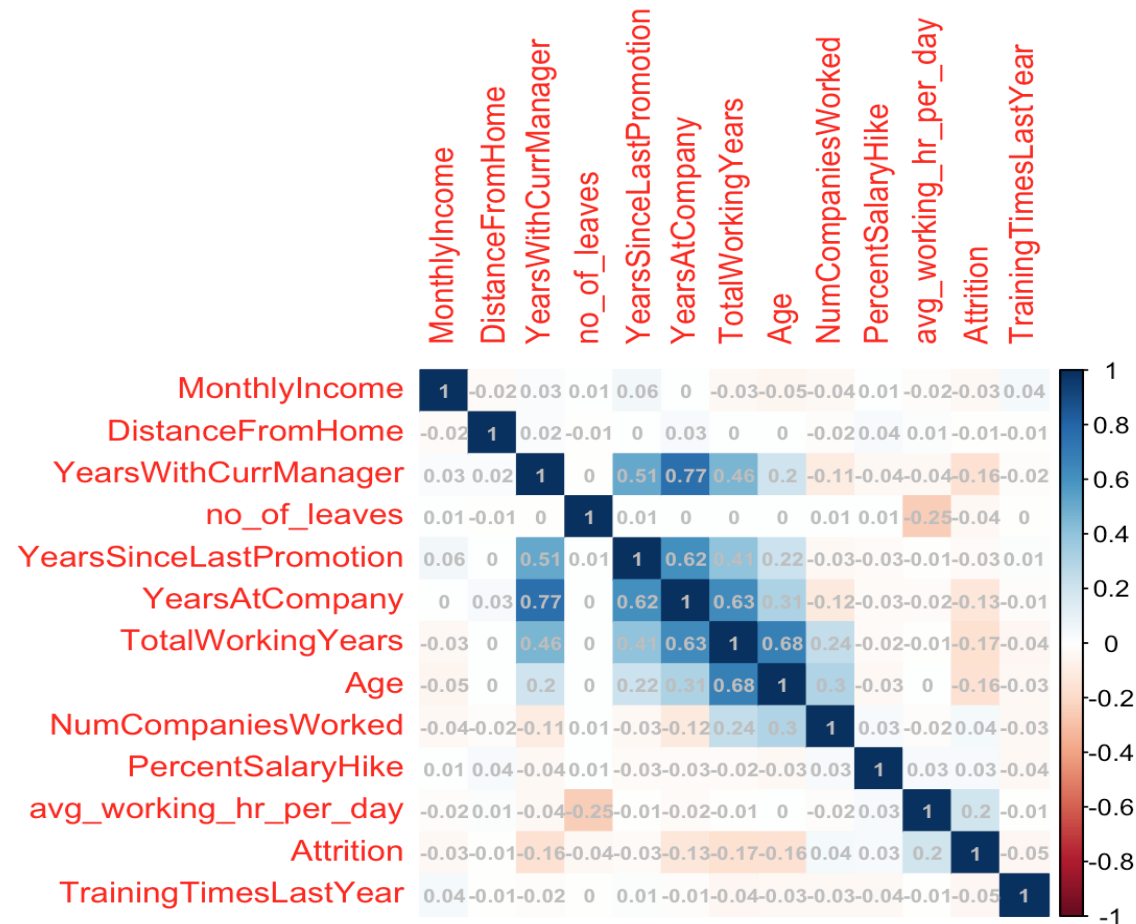 MonthlyIncome
DistanceFromHome
YearsWithCurrManager
no_of_leaves
YearsSinceLastPromotion
YearsAtCompany
TotalWorkingYears
Age
NumCompaniesWorked
PercentSalaryHike
avg_working_hr_per_day
Attrition
TrainingTimesLastYear
MonthlyIncome 1 -0.02 0.03 0.01 0.06 0 -0.03 -0.05 -0.04 0.01 -0.02 -0.03 0.04
DistanceFromHome -0.02 1 0.02 -0.01 0 0.03 0 0 -0.02 0.04 0.01 -0.01 -0.01
YearsWithCurrManager 0.03 0.02 1 0 0.51 0.77 0.46 0.2 -0.11 -0.04 -0.04 -0.16 -0.02
no_of_leaves 0.01 -0.01 0 1 0.01 0 0 0 0.01 0.01 -0.25 -0.04 0
YearsSinceLastPromotion 0.06 0 0.51 0.01 1 0.62 0.41 0.22 -0.03 -0.03 -0.01 -0.03 0.01
YearsAtCompany 0 0.03 0.77 0 0.62 1 0.63 0.31 -0.12 -0.03 -0.02 -0.13 -0.01
TotalWorkingYears -0.03 0 0.46 0 0.41 0.63 1 0.68 0.24 -0.02 -0.01 -0.17 -0.04
Age -0.05 0 0.2 0 0.22 0.31 0.68 1 0.3 -0.03 0 -0.16 -0.03
NumCompaniesWorked -0.04 -0.02 -0.11 0.01 -0.03 -0.12 0.24 0.3 1 0.03 -0.02 0.04 -0.03
PercentSalaryHike 0.01 0.04 -0.04 0.01 -0.03 -0.03 -0.02 -0.03 0.03 1 0.03 0.03 -0.04
avg_working_hr_per_day -0.02 0.01 -0.04 -0.25 -0.01 -0.02 -0.01 0 -0.02 0.03 1 0.2 -0.01
Attrition -0.03 -0.01 -0.16 -0.04 -0.03 -0.13 -0.17 -0.16 0.04 0.03 0.2 1 -0.05
TrainingTimesLastYear 0.04 -0.01 -0.02 0 0.01 -0.01 -0.04 -0.03 -0.03 -0.04 -0.01 -0.05 1
1
0.8
0.6
0.4
0.2
0
-0.2
-0.4
-0.6
-0.8
-1